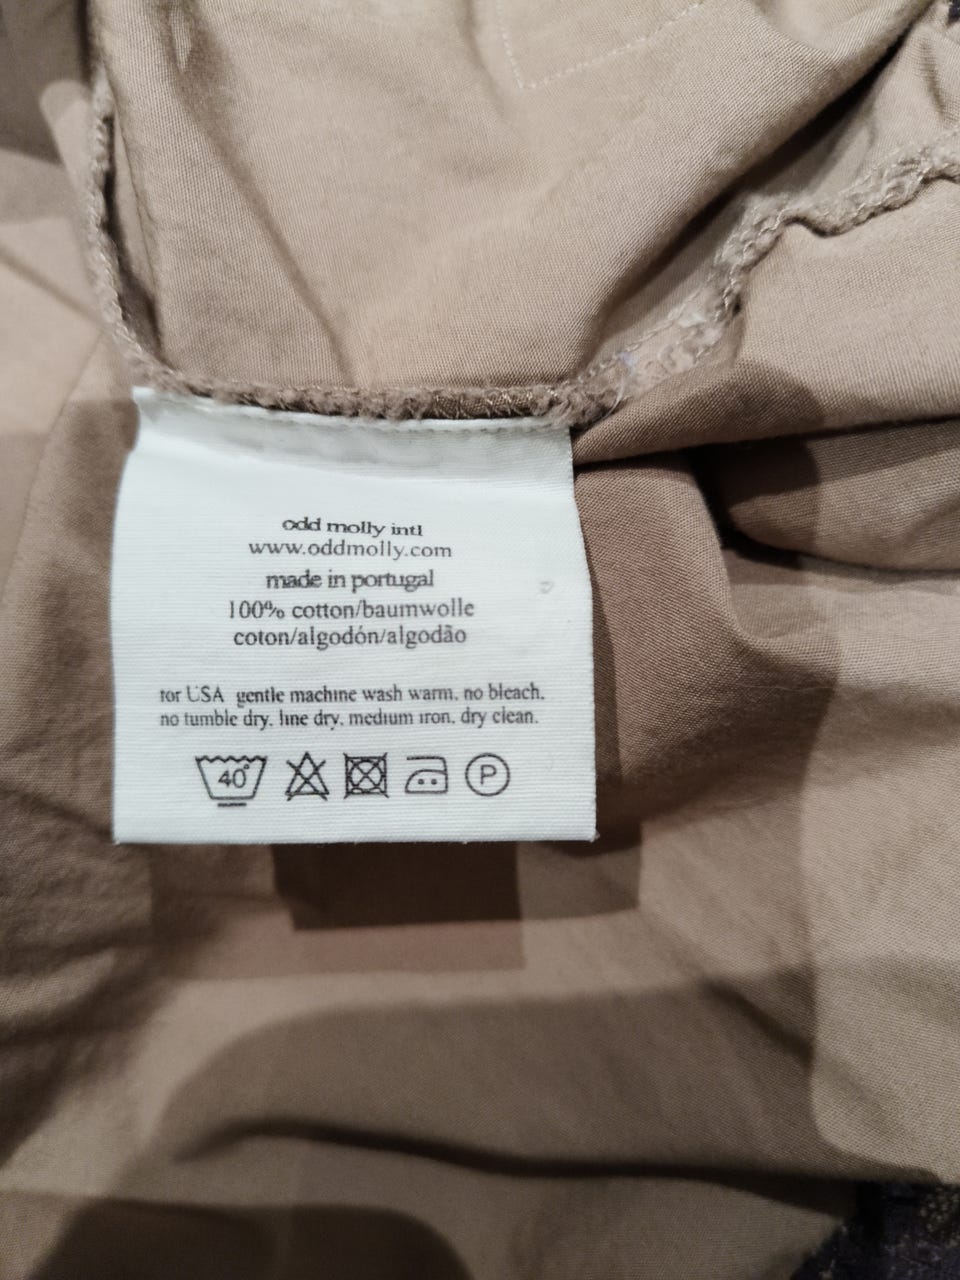 odd molly intl
www.oddmolly.com
made in portugal
100% cotton/baumwolle
coton/algodón/algodão
for USA gentle machine wash warm. no bleach.
no tumble dry. line dry. medium iron. dry clean.
40° P